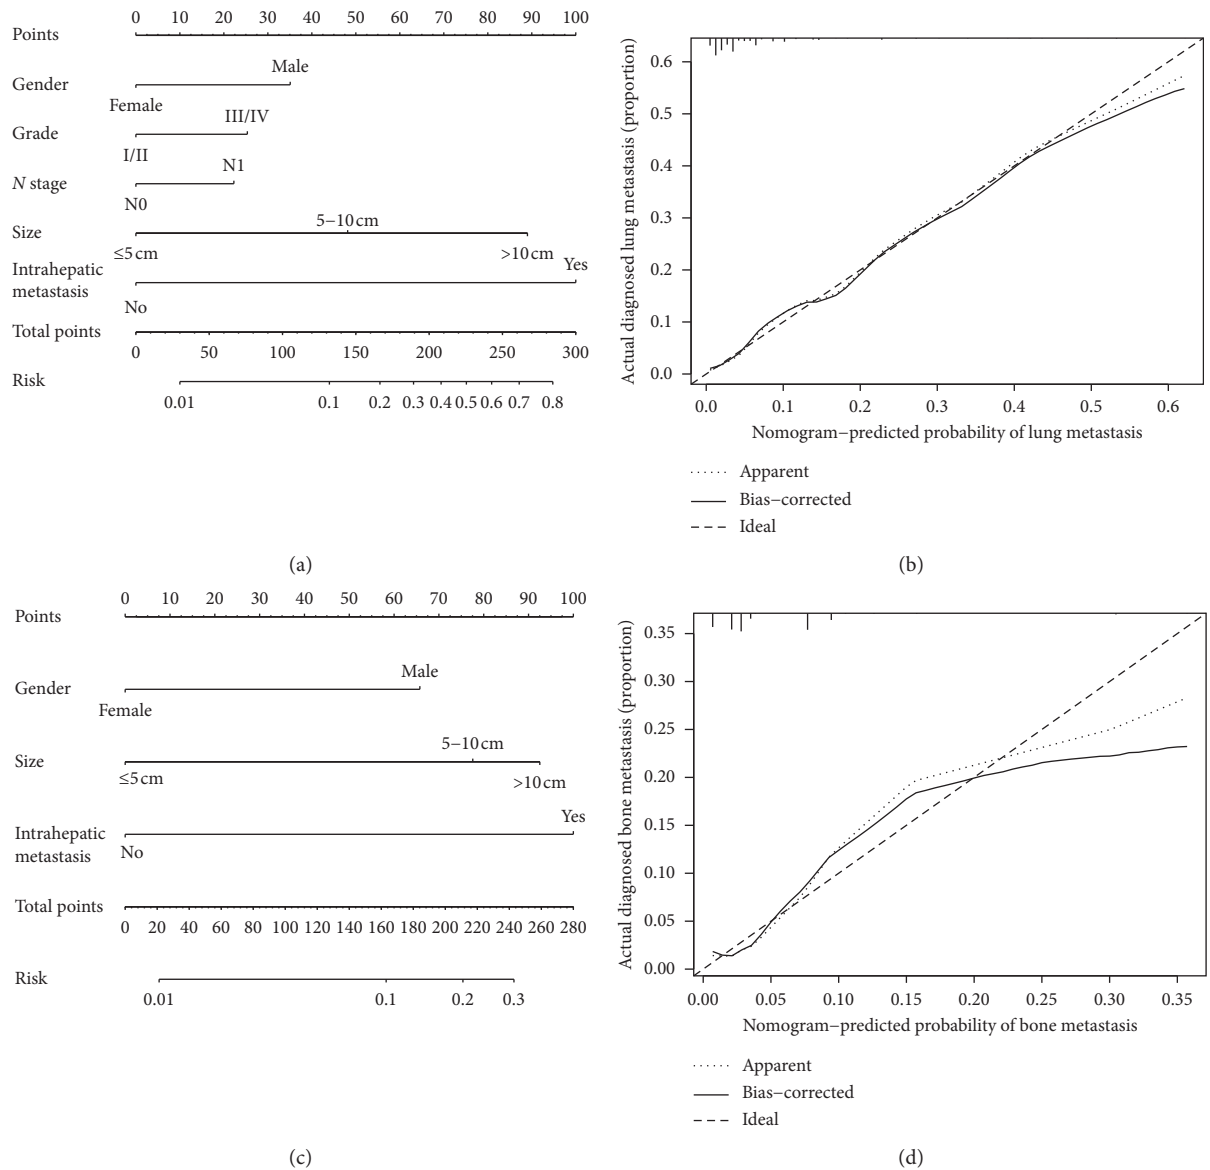 0 10 20 30 40 50 60 70 80 90 100
Points
Male
Gender
Female
III/IV
Grade
I/II
N1
N stage
N0
5–10 cm
Size
≤5 cm
>10 cm
Yes
Intrahepatic
metastasis
No
Total points
0 50 100 150 200 250 300
Risk
0.01 0.1 0.2 0.3 0.4 0.5 0.6 0.7 0.8
(a)
Actual diagnosed lung metastasis (proportion)
0.6
0.5
0.4
0.3
0.2
0.1
0.0
0.0 0.1 0.2 0.3 0.4 0.5 0.6
Nomogram−predicted probability of lung metastasis
Apparent
Bias−corrected
Ideal
(b)
0 10 20 30 40 50 60 70 80 90 100
Points
Male
Gender
Female
5–10 cm
Size
≤5 cm
>10 cm
Yes
Intrahepatic
metastasis
No
Total points
0 20 40 60 80 100 120 140 160 180 200 220 240 260 280
Risk
0.01 0.1 0.2 0.3
(c)
Actual diagnosed bone metastasis (proportion)
0.35
0.30
0.25
0.20
0.15
0.10
0.05
0.00
0.00 0.05 0.10 0.15 0.20 0.25 0.30 0.35
Nomogram−predicted probability of bone metastasis
Apparent
Bias−corrected
Ideal
(d)